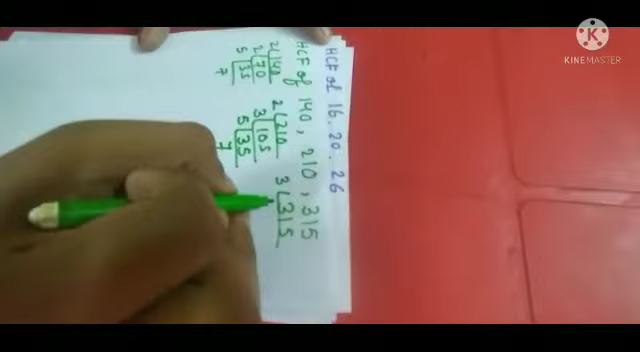 HCF of 16. 20. 26
HCF of 140, 210, 315
2 140
2 70
5 35
7
2 210
3 105
5 35
7
3 315
K
KINEMASTER